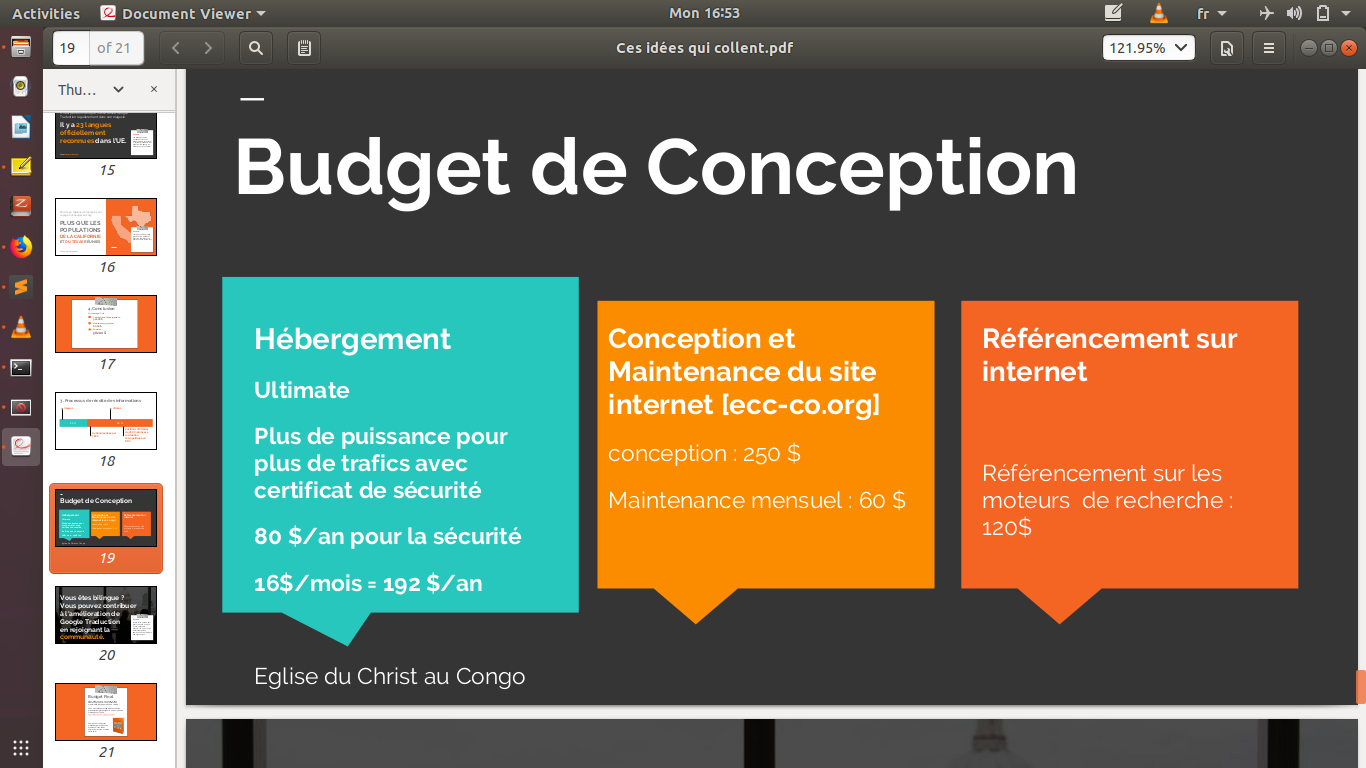 Activities
Document Viewer
Mon 16:53
fr
19
of 21
Ces idées qui collent.pdf
121.95%
Thu...
×
Il y a 23 langues
officiellement
reconnues dans l'UE.
15
PLUS QUE LES
POPULATIONS
DE LA CALIFORNIE
ET DU TEXAS RÉUNIES
16
17
18
Budget de Conception
19
Vous êtes bilingue ?
Vous pouvez contribuer
à l'amélioration de
Google Traduction
en rejoignant la
communauté.
20
Budget Final
21
Budget de Conception
Hébergement
Ultimate
Plus de puissance pour
plus de trafics avec
certificat de sécurité
80 $/an pour la sécurité
16$/mois = 192 $/an
Conception et
Maintenance du site
internet [ecc-co.org]
conception : 250 $
Maintenance mensuel : 60 $
Référencement sur
internet
Référencement sur les
moteurs  de recherche :
120$
Eglise du Christ au Congo